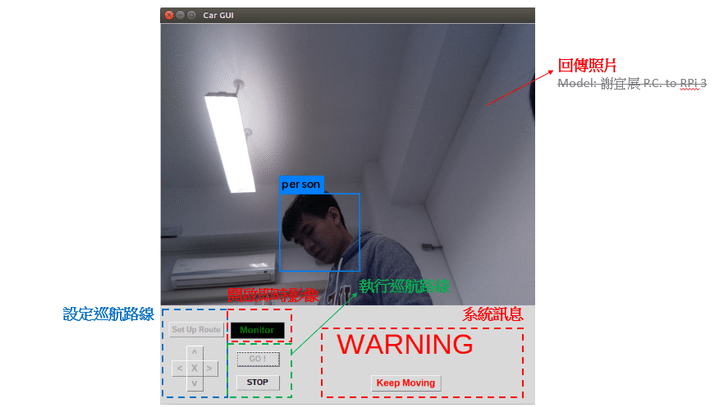 Car GUI
回傳照片
Model: 謝宜展 P.C. to RPi 3
person
開啟即時影像
執行巡航路線
設定巡航路線
系統訊息
Set Up Route
Monitor
WARNING
^
< X >
v
GO !
STOP
Keep Moving